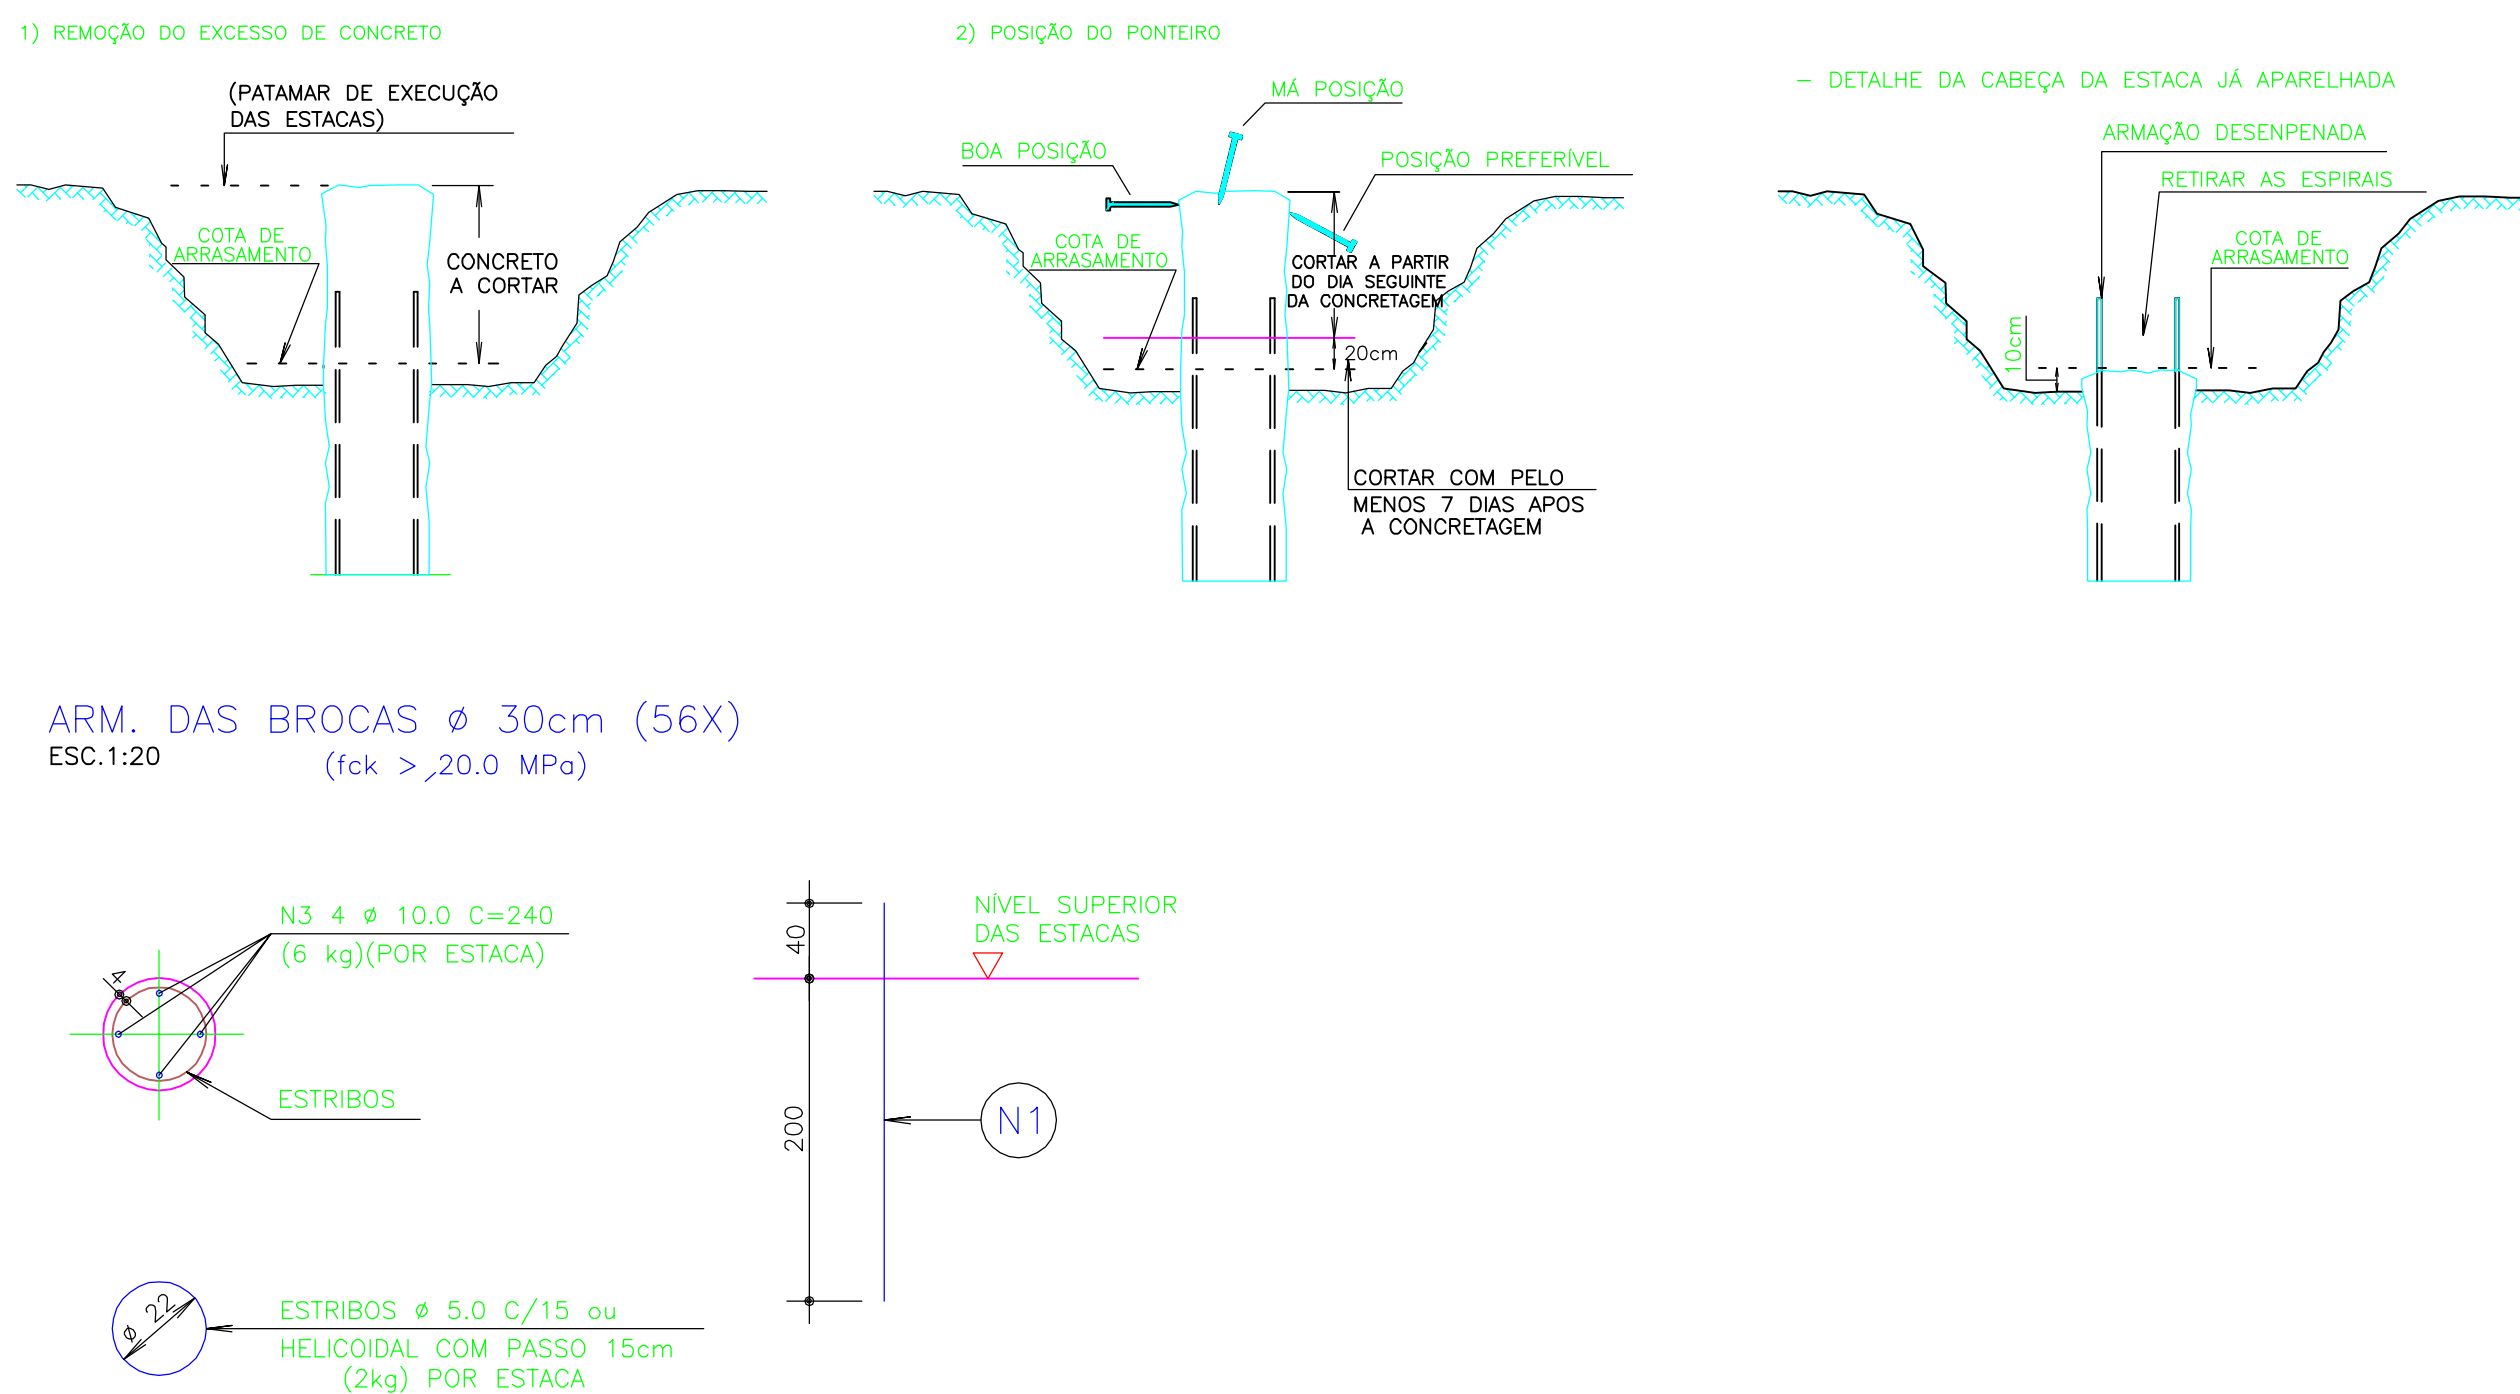 1) REMOÇÃO DO EXCESSO DE CONCRETO
(PATAMAR DE EXECUÇÃO
DAS ESTACAS)
COTA DE
ARRASAMENTO
CONCRETO
A CORTAR
2) POSIÇÃO DO PONTEIRO
MÁ POSIÇÃO
BOA POSIÇÃO
POSIÇÃO PREFERÍVEL
COTA DE
ARRASAMENTO
CORTAR A PARTIR
DO DIA SEGUINTE
DA CONCRETAGEM
20cm
CORTAR COM PELO
MENOS 7 DIAS APOS
A CONCRETAGEM
- DETALHE DA CABEÇA DA ESTACA JÁ APARELHADA
ARMAÇÃO DESENPENADA
RETIRAR AS ESPIRAIS
COTA DE
ARRASAMENTO
10cm
ARM. DAS BROCAS ø 30cm (56X)
ESC.1:20
(fck >,20.0 MPa)
N3 4 ø 10.0 C=240
(6 kg)(POR ESTACA)
4
ESTRIBOS
ø 22
ESTRIBOS ø 5.0 C/15 ou
HELICOIDAL COM PASSO 15cm
(2kg) POR ESTACA
40
200
NÍVEL SUPERIOR
DAS ESTACAS
N1